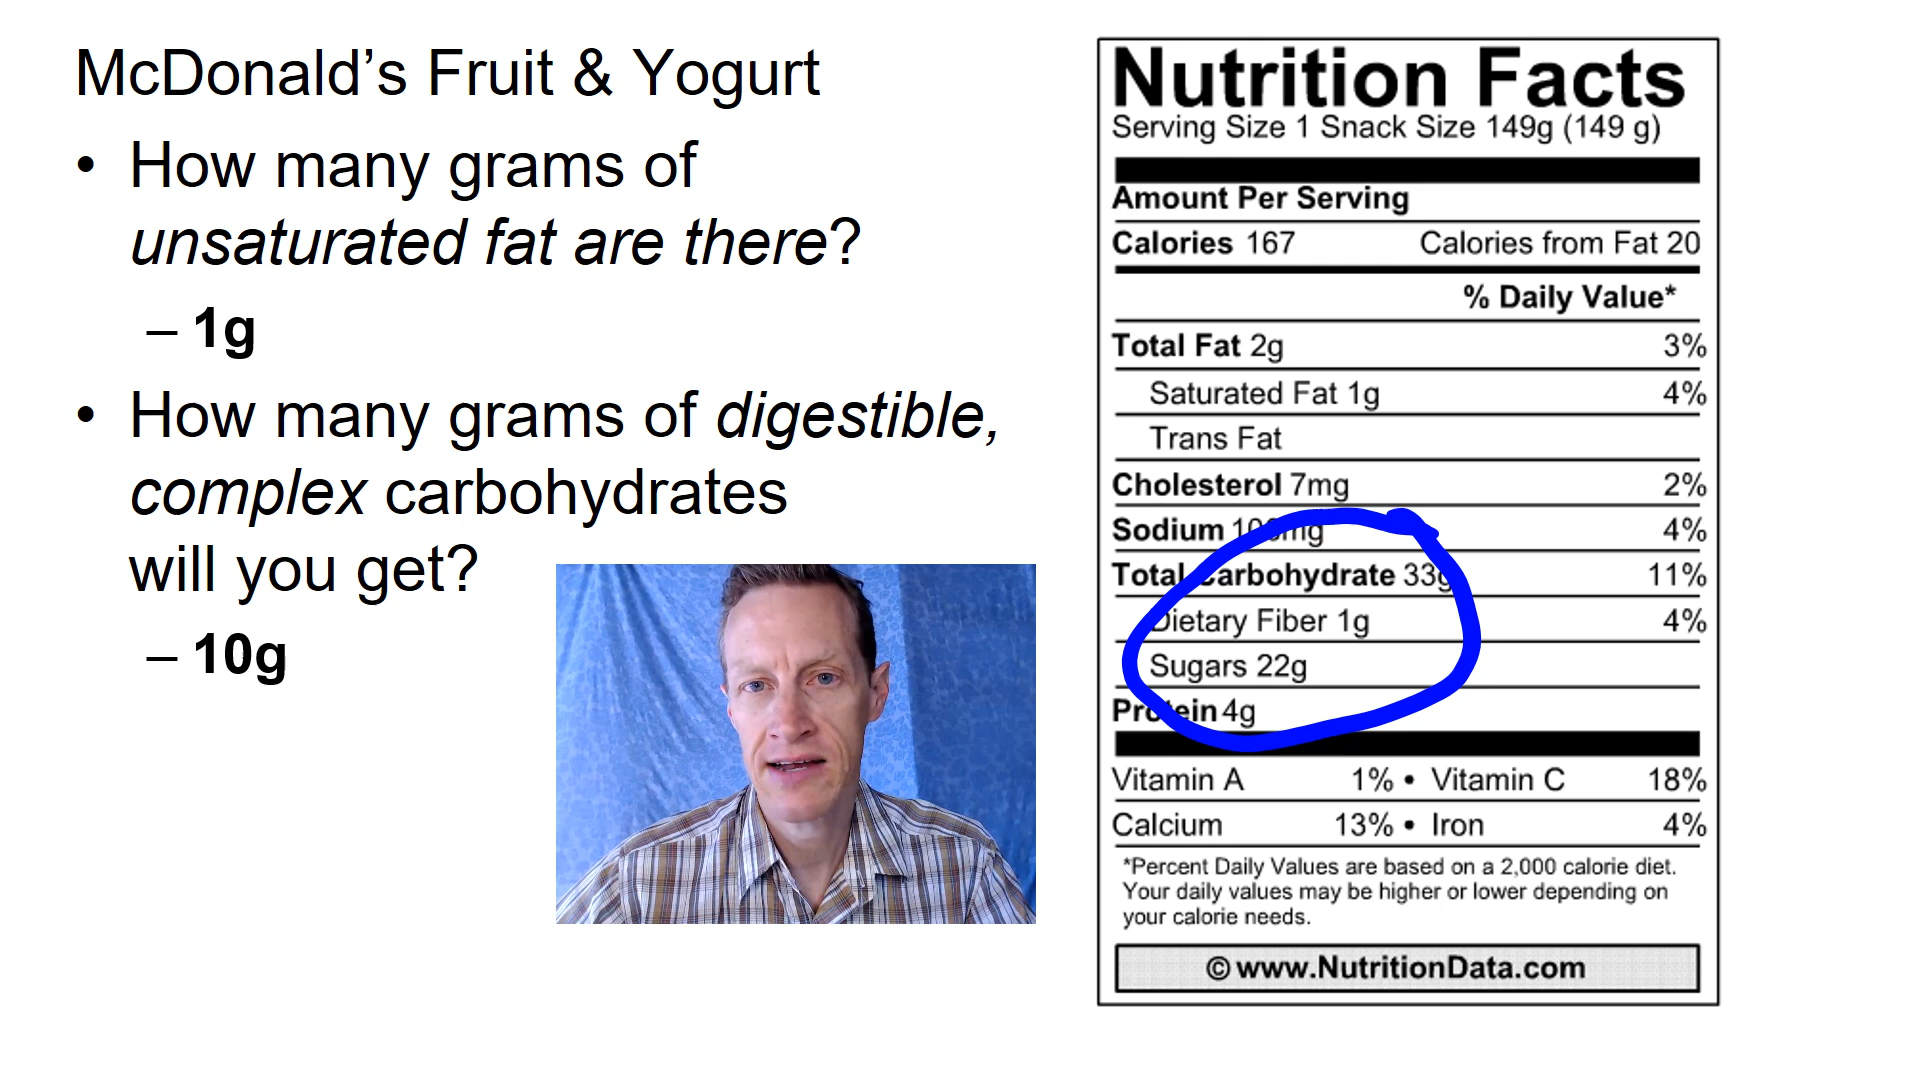 McDonald’s Fruit & Yogurt
• How many grams of
unsaturated fat are there?
– 1g
• How many grams of digestible,
complex carbohydrates
will you get?
– 10g
Nutrition Facts
Serving Size 1 Snack Size 149g (149 g)
Amount Per Serving
Calories 167 Calories from Fat 20
% Daily Value*
Total Fat 2g 3%
Saturated Fat 1g 4%
Trans Fat
Cholesterol 7mg 2%
Sodium 4%
Total Carbohydrate 33g 11%
Dietary Fiber 1g 4%
Sugars 22g
Protein 4g
Vitamin A 1% • Vitamin C 18%
Calcium 13% • Iron 4%
*Percent Daily Values are based on a 2,000 calorie diet.
Your daily values may be higher or lower depending on
your calorie needs.
© www.NutritionData.com